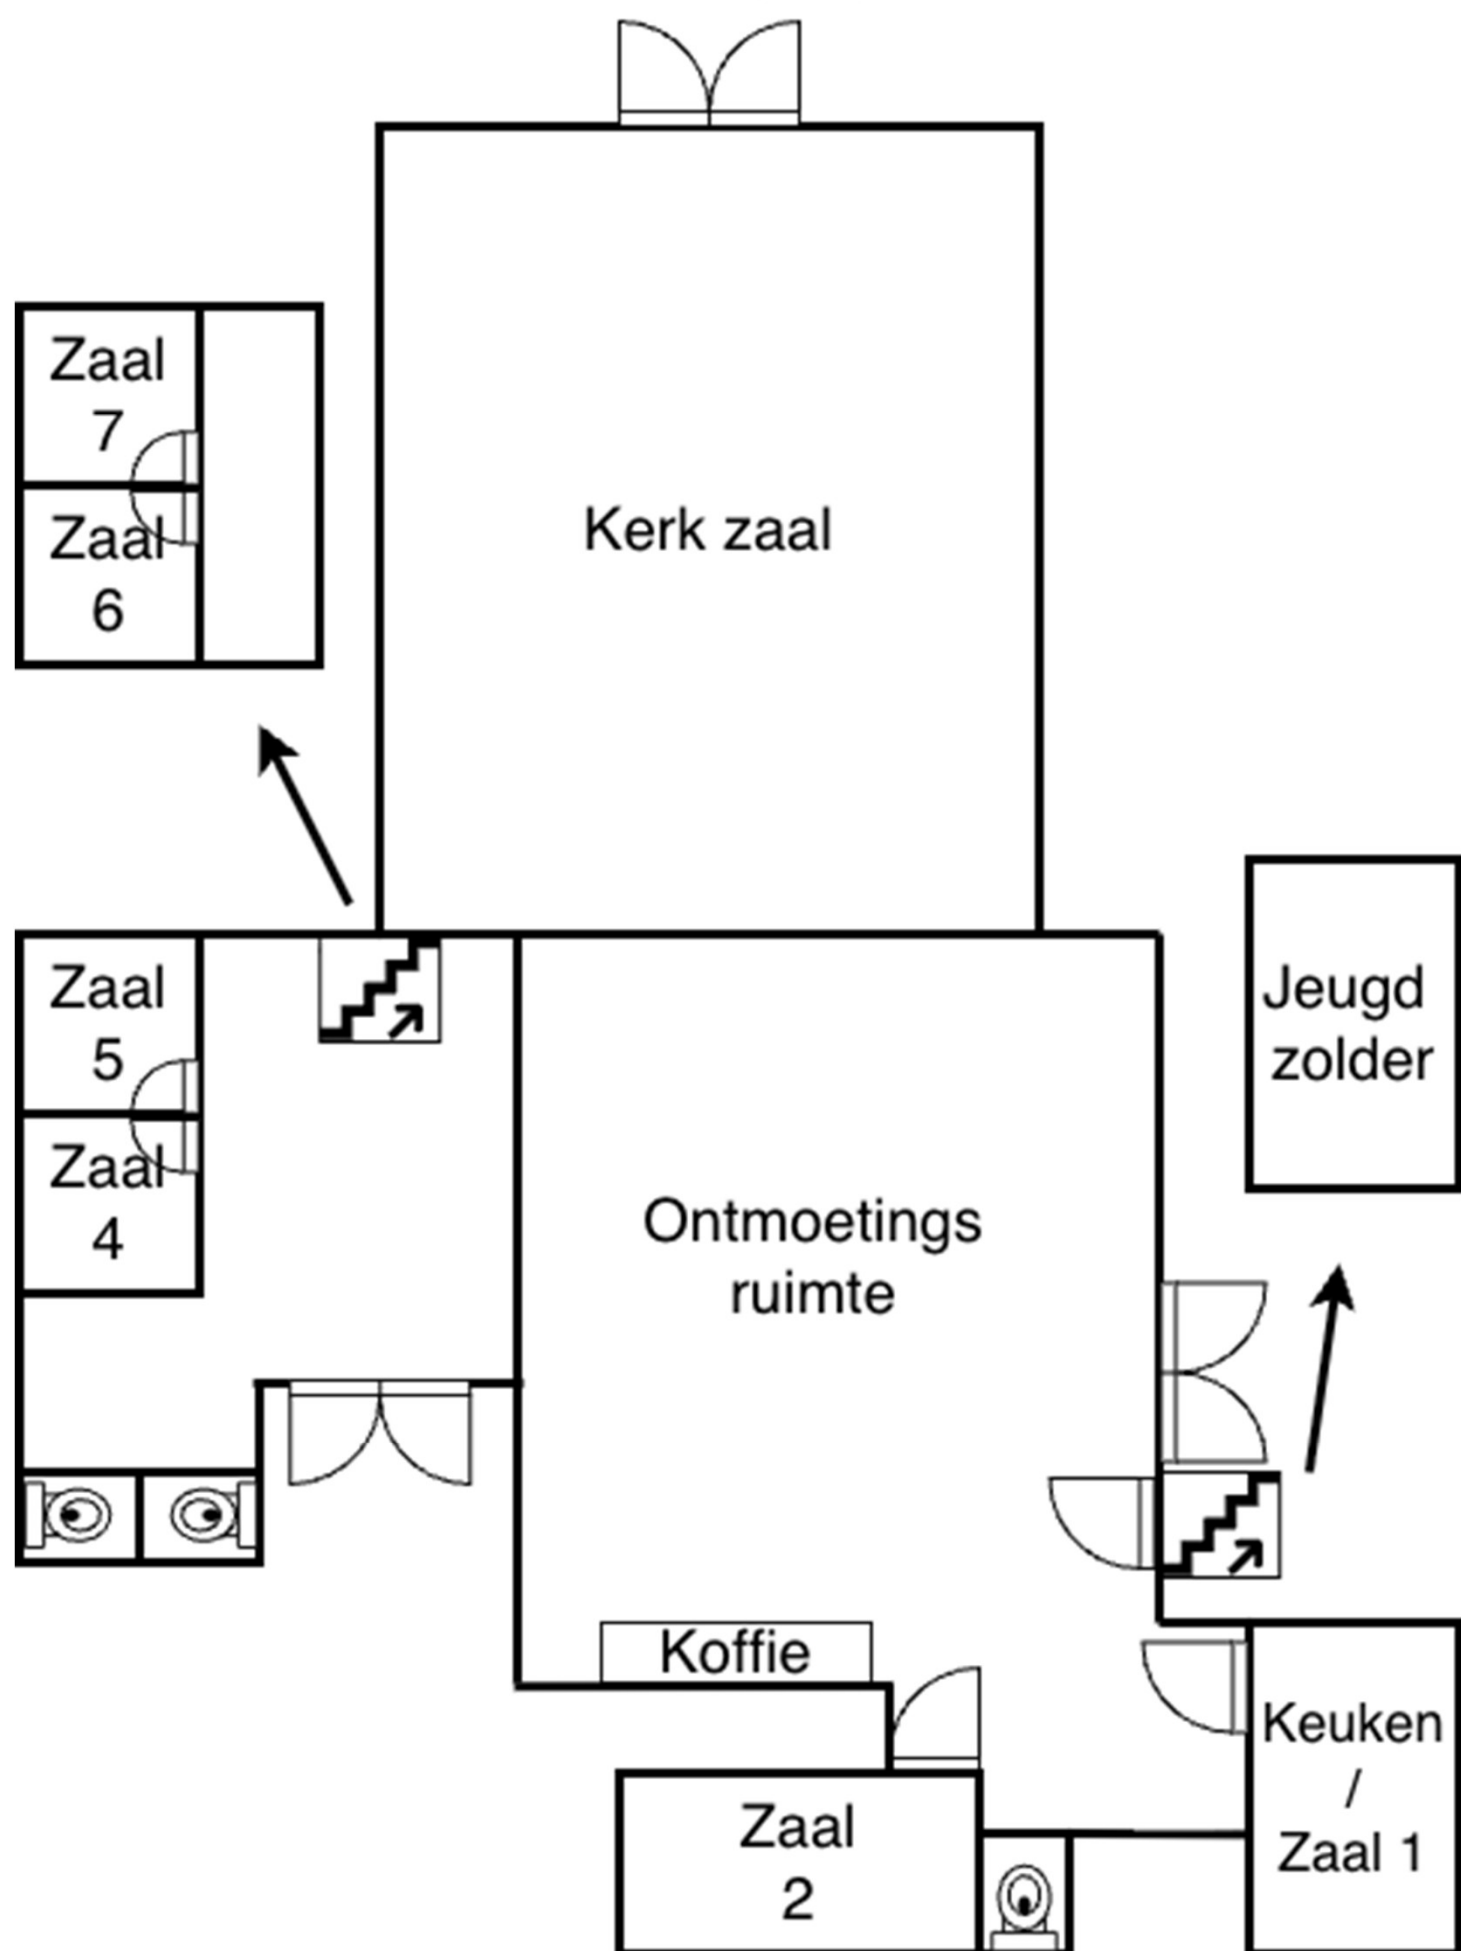 Zaal
7
Zaal
6
Kerk zaal
Zaal
5
Zaal
4
Jeugd
zolder
Ontmoetings
ruimte
Koffie
Keuken
/
Zaal 1
Zaal
2